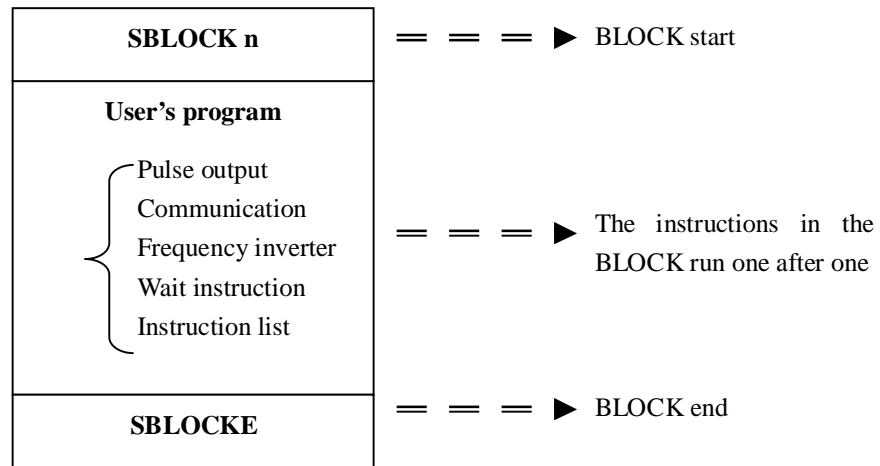 SBLOCK n
BLOCK start
User’s program
Pulse output
Communication
Frequency inverter
Wait instruction
Instruction list
The instructions in the
BLOCK run one after one
SBLOCKE
BLOCK end